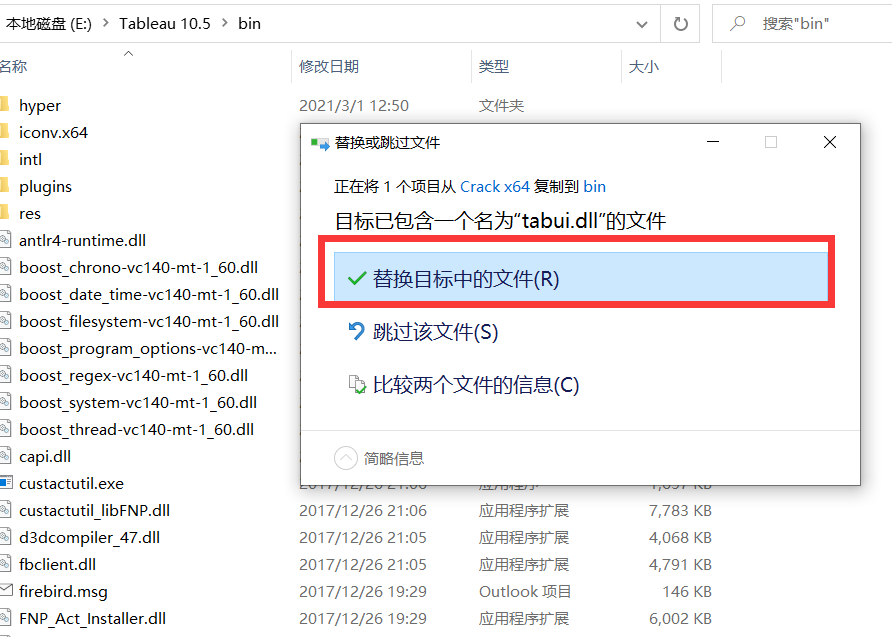 本地磁盘 (E:) > Tableau 10.5 > bin
搜索"bin"
名称 修改日期 类型 大小
hyper 2021/3/1 12:50 文件夹
iconv.x64
intl
plugins
res
antlr4-runtime.dll
boost_chrono-vc140-mt-1_60.dll
boost_date_time-vc140-mt-1_60.dll
boost_filesystem-vc140-mt-1_60.dll
boost_program_options-vc140-m...
boost_regex-vc140-mt-1_60.dll
boost_system-vc140-mt-1_60.dll
boost_thread-vc140-mt-1_60.dll
capi.dll
custactutil.exe
custactutil_libFNP.dll 2017/12/26 21:06 应用程序扩展 7,783 KB
d3dcompiler_47.dll 2017/12/26 21:05 应用程序扩展 4,068 KB
fbclient.dll 2017/12/26 21:05 应用程序扩展 4,791 KB
firebird.msg 2017/12/26 19:29 Outlook 项目 146 KB
FNP_Act_Installer.dll 2017/12/26 19:29 应用程序扩展 6,002 KB
替换或跳过文件
正在将 1 个项目从 Crack x64 复制到 bin
目标已包含一个名为“tabui.dll”的文件
替换目标中的文件(R)
跳过该文件(S)
比较两个文件的信息(C)
简略信息